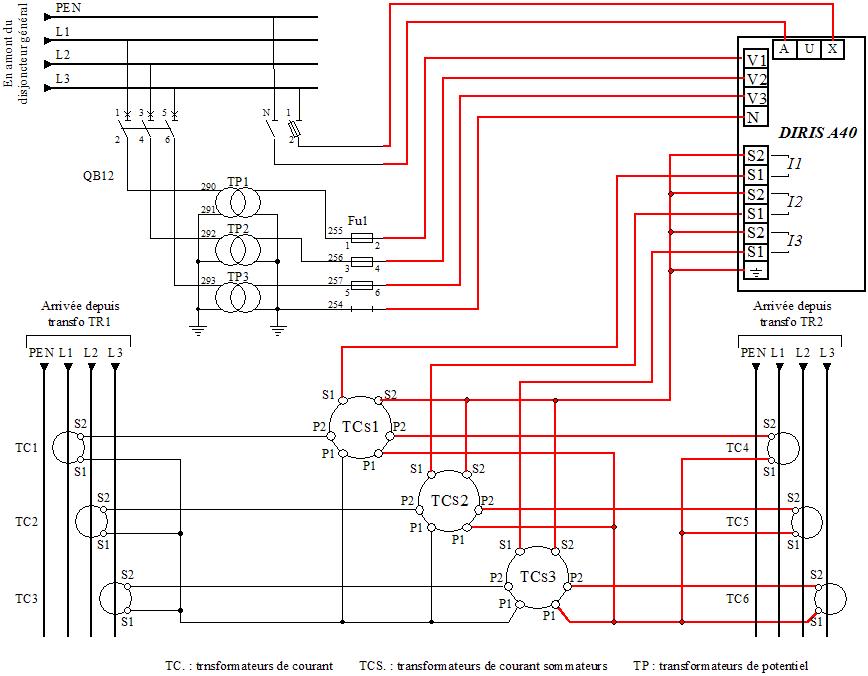 En amont du
disjoncteur général
PEN
L1
L2
L3
A U X
V1
V2
V3
N
DIRIS A40
S2
S1
I1
S2
S1
I2
S2
S1
I3
1 3 5
2 4 6
N 1
2
QB12
290 TP1
291
292 TP2
293 TP3
Fu1
255
1 2
256
3 4
257
5 6
254
Arrivée depuis
transfo TR1
PEN L1 L2 L3
Arrivée depuis
transfo TR2
PEN L1 L2 L3
S1 S2
P2 TCs1 P2
P1 P1
TC1
S2
S1
TC4
S2
S1
S1 S2
P2 TCs2 P2
P1 P1
TC2
S2
S1
TC5
S2
S1
S1 S2
P2 TCs3 P2
P1 P1
TC3
S2
S1
TC6
S2
S1
TC. : trnsformateurs de courant TCS. : transformateurs de courant sommateurs TP : transformateurs de potentiel